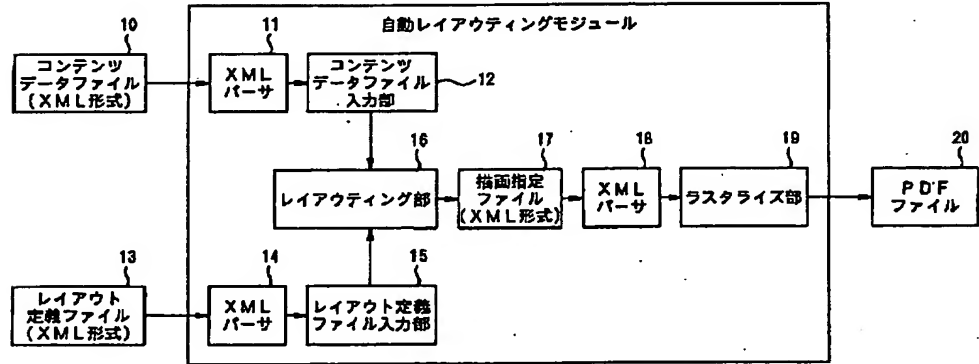 自動レイアウティングモジュール
10
コンテンツ
データファイル
(XML形式)
11
XML
パーサ
コンテンツ
データファイル
入力部
12
16
レイアウティング部
17
描画指定
ファイル
(XML形式)
18
XML
パーサ
19
ラスタライズ部
20
PDF
ファイル
13
レイアウト
定義ファイル
(XML形式)
14
XML
パーサ
15
レイアウト定義
ファイル入力部